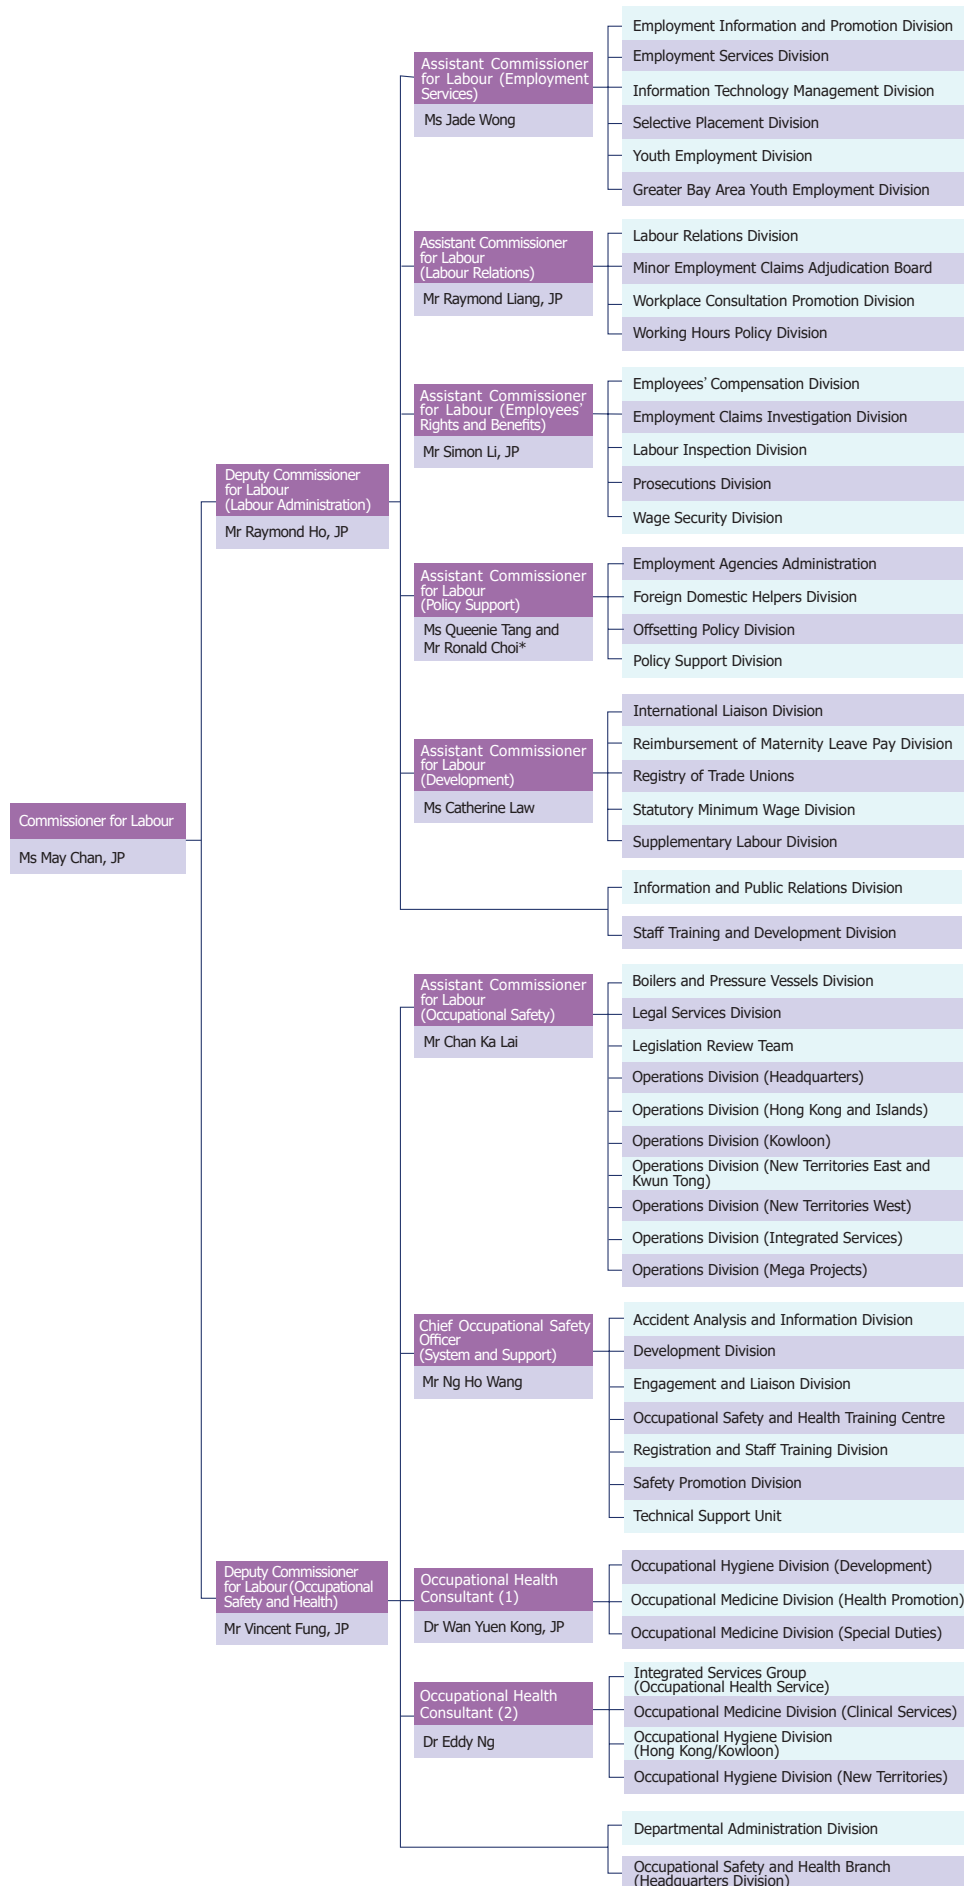 Commissioner for Labour
Ms May Chan, JP
Deputy Commissioner
for Labour
(Labour Administration)
Mr Raymond Ho, JP
Assistant Commissioner
for Labour (Employment
Services)
Ms Jade Wong
Employment Information and Promotion Division
Employment Services Division
Information Technology Management Division
Selective Placement Division
Youth Employment Division
Greater Bay Area Youth Employment Division
Assistant Commissioner
for Labour
(Labour Relations)
Mr Raymond Liang, JP
Labour Relations Division
Minor Employment Claims Adjudication Board
Workplace Consultation Promotion Division
Working Hours Policy Division
Assistant Commissioner
for Labour (Employees’
Rights and Benefits)
Mr Simon Li, JP
Employees’ Compensation Division
Employment Claims Investigation Division
Labour Inspection Division
Prosecutions Division
Wage Security Division
Assistant Commissioner
for Labour
(Policy Support)
Ms Queenie Tang and
Mr Ronald Choi*
Employment Agencies Administration
Foreign Domestic Helpers Division
Offsetting Policy Division
Policy Support Division
Assistant Commissioner
for Labour
(Development)
Ms Catherine Law
International Liaison Division
Reimbursement of Maternity Leave Pay Division
Registry of Trade Unions
Statutory Minimum Wage Division
Supplementary Labour Division
Information and Public Relations Division
Staff Training and Development Division
Deputy Commissioner
for Labour (Occupational
Safety and Health)
Mr Vincent Fung, JP
Assistant Commissioner
for Labour
(Occupational Safety)
Mr Chan Ka Lai
Boilers and Pressure Vessels Division
Legal Services Division
Legislation Review Team
Operations Division (Headquarters)
Operations Division (Hong Kong and Islands)
Operations Division (Kowloon)
Operations Division (New Territories East and
Kwun Tong)
Operations Division (New Territories West)
Operations Division (Integrated Services)
Operations Division (Mega Projects)
Chief Occupational Safety
Officer
(System and Support)
Mr Ng Ho Wang
Accident Analysis and Information Division
Development Division
Engagement and Liaison Division
Occupational Safety and Health Training Centre
Registration and Staff Training Division
Safety Promotion Division
Technical Support Unit
Occupational Health
Consultant (1)
Dr Wan Yuen Kong, JP
Occupational Hygiene Division (Development)
Occupational Medicine Division (Health Promotion)
Occupational Medicine Division (Special Duties)
Occupational Health
Consultant (2)
Dr Eddy Ng
Integrated Services Group
(Occupational Health Service)
Occupational Medicine Division (Clinical Services)
Occupational Hygiene Division
(Hong Kong/Kowloon)
Occupational Hygiene Division (New Territories)
Departmental Administration Division
Occupational Safety and Health Branch
(Headquarters Division)